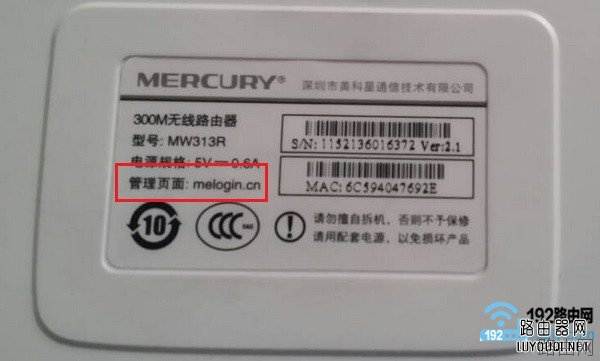 MERCURY® 深圳市美科星通信技术有限公司
300M无线路由器
型号: MW313R
电源规格: 5V⎓0.6A
管理页面: melogin.cn
S/N: 1152136016372 Ver:2.1
MAC: 6C594047692E
10
CCC
请勿擅自拆机，否则不予保修
请用配套电源，以免损坏产品
192路由网
路由器网
192
LUYOUDI.NET